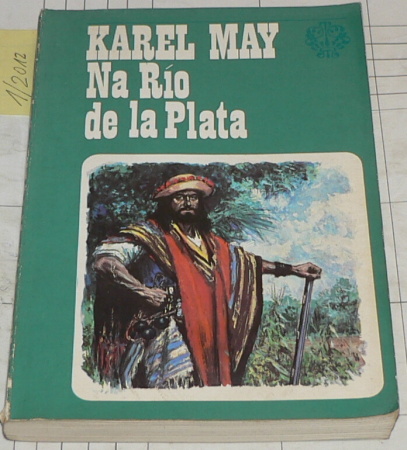 KAREL MAY
Na Río
de la Plata
1/2012